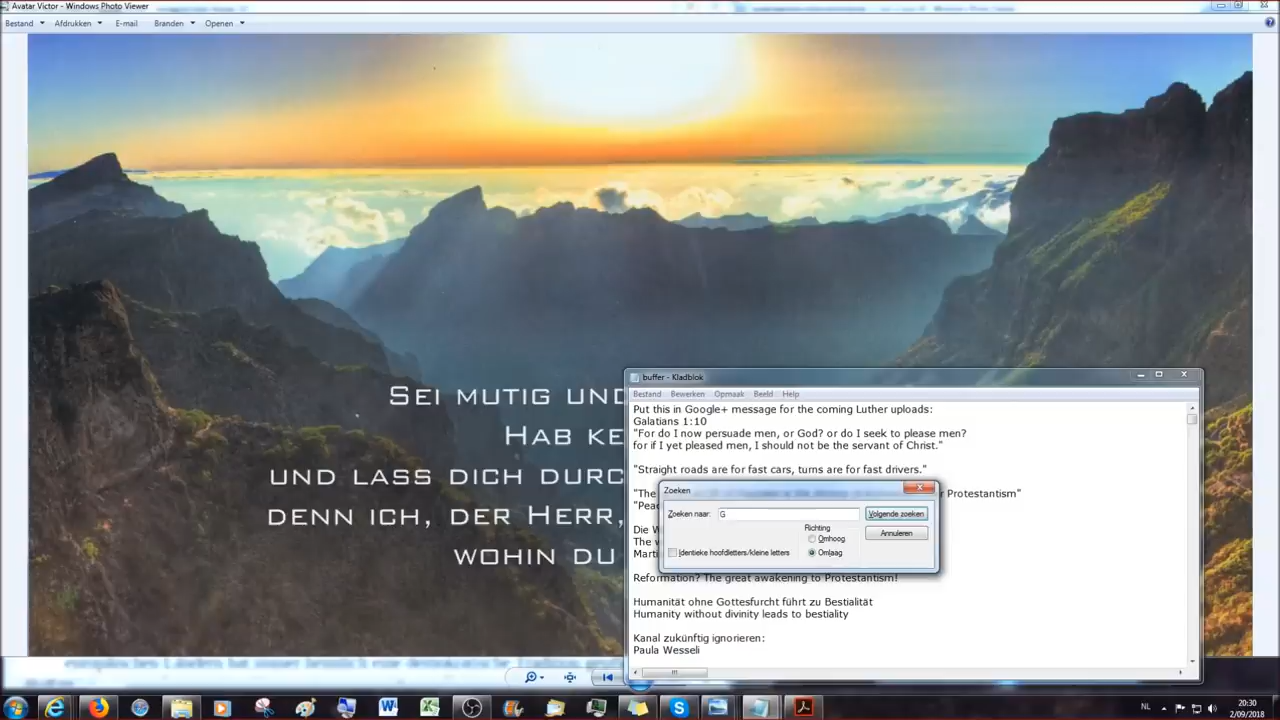 Avatar Victor - Windows Photo Viewer
Bestand Afdrukken E-mail Branden Openen
SEI MUTIG UND
HAB KE
UND LASS DICH DURC
DENN ICH, DER HERR,
WOHIN DU
buffer - Kladblok
Bestand Bewerken Opmaak Beeld Help
Put this in Google+ message for the coming Luther uploads:
Galatians 1:10
"For do I now persuade men, or God? or do I seek to please men?
for if I yet pleased men, I should not be the servant of Christ."
"Straight roads are for fast cars, turns are for fast drivers."
"The r Protestantism"
"Peac
Die W
The w
Marti
Reformation? The great awakening to Protestantism!
Humanität ohne Gottesfurcht führt zu Bestialität
Humanity without divinity leads to bestiality
Kanal zukünftig ignorieren:
Paula Wesseli
Zoeken
Zoeken naar: G Volgende zoeken
Richting
Omhoog Annuleren
Identieke hoofdletters/kleine letters Omlaag
NL 20:30
2/09/2018